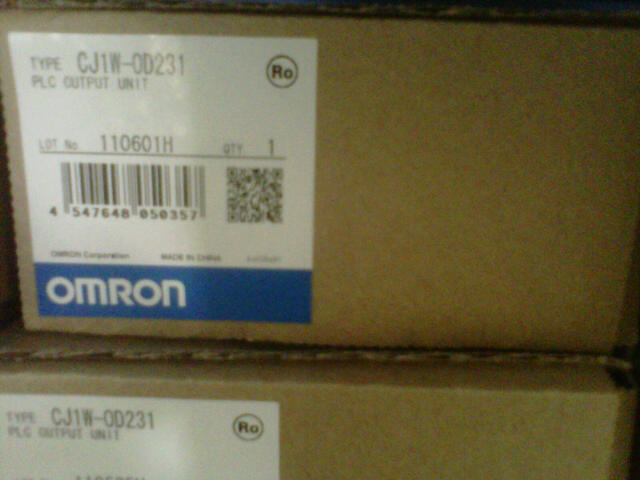 TYPE CJ1W-OD231
Ro
PLC OUTPUT UNIT
LOT No. 110601H QTY 1
4 547648 050357
OMRON Corporation MADE IN CHINA
OMRON
TYPE CJ1W-OD231
Ro
PLC OUTPUT UNIT